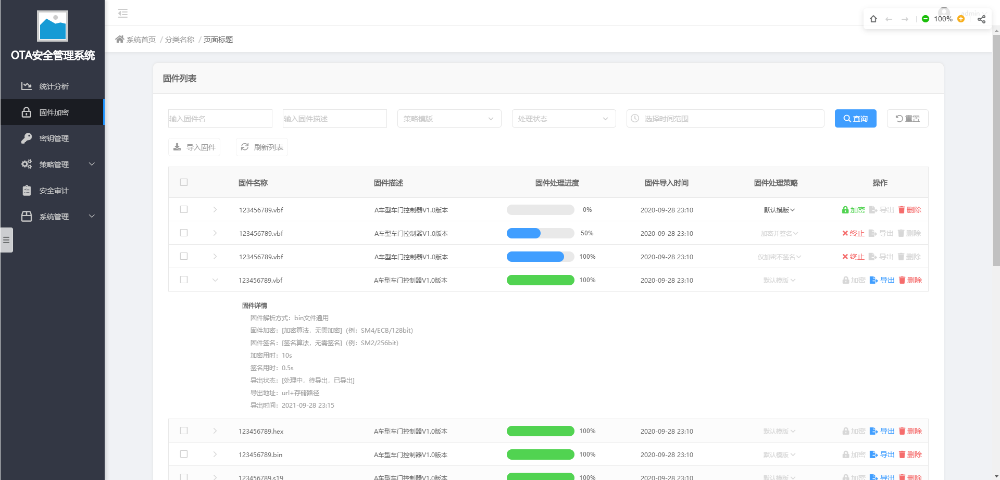 admin
100%
系统首页 / 分类名称 / 页面标题
OTA安全管理系统
统计分析
固件加密
密钥管理
策略管理
安全审计
系统管理
固件列表
输入固件名 输入固件描述 策略模版 处理状态 选择时间范围 查询 重置
导入固件 刷新列表
固件名称 固件描述 固件处理进度 固件导入时间 固件处理策略 操作
123456789.vbf A车型车门控制器V1.0版本 0% 2020-09-28 23:10 默认模版 加密 导出 删除
123456789.vbf A车型车门控制器V1.0版本 50% 2020-09-28 23:10 加密并签名 终止 导出 删除
123456789.vbf A车型车门控制器V1.0版本 100% 2020-09-28 23:10 仅加密不签名 终止 导出 删除
123456789.vbf A车型车门控制器V1.0版本 100% 2020-09-28 23:10 默认模版 加密 导出 删除
固件详情
固件解析方式：bin文件通用
固件加密：[加密算法，无需加密]（例：SM4/ECB/128bit）
固件签名：[签名算法，无需签名]（例：SM2/256bit）
加密用时：10s
签名用时：0.5s
导出状态：[处理中，待导出，已导出]
导出地址：url+存储路径
导出时间：2021-09-28 23:15
123456789.hex A车型车门控制器V1.0版本 100% 2020-09-28 23:10 默认模版 加密 导出 删除
123456789.bin A车型车门控制器V1.0版本 100% 2020-09-28 23:10 默认模版 加密 导出 删除
123456789.s19 A车型车门控制器V1.0版本 100% 2020-09-28 23:10 默认模版 加密 导出 删除